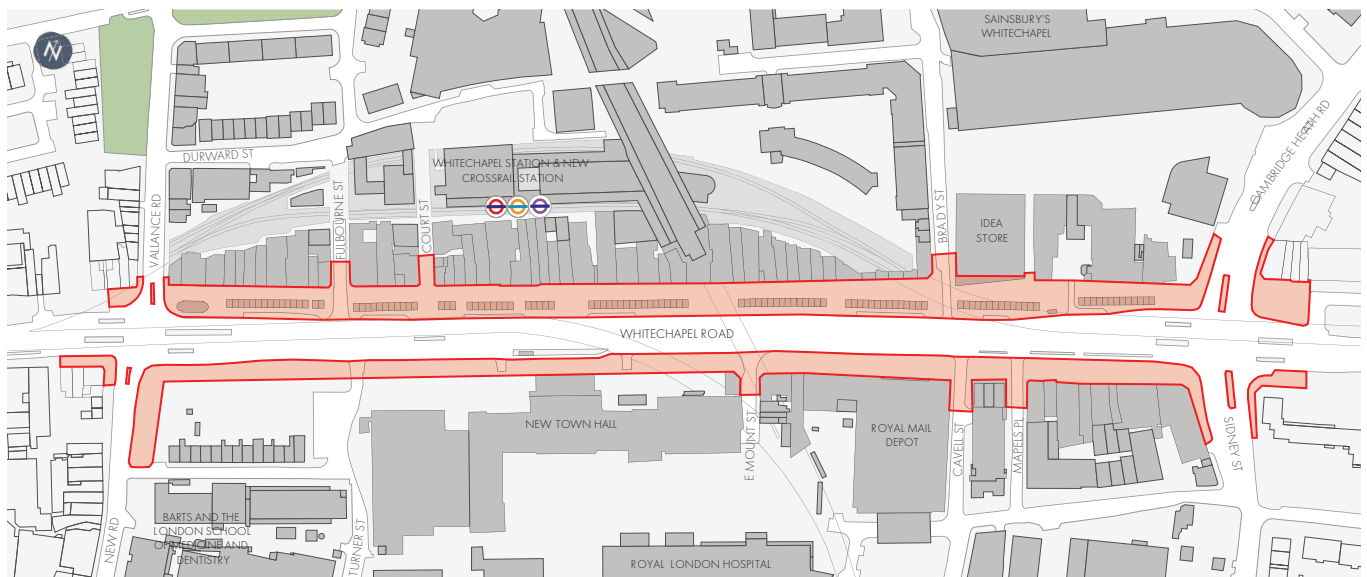 SAINSBURY'S
WHITECHAPEL
N
CAMBRIDGE HEATH RD
DURWARD ST
WHITECHAPEL STATION & NEW
CROSSRAIL STATION
VALLANCE RD
FULBOURNE ST
COURT ST
BRADY ST
IDEA
STORE
WHITECHAPEL ROAD
NEW TOWN HALL
E MOUNT ST
ROYAL MAIL
DEPOT
CAVELL ST
MAPELS PL
SIDNEY ST
NEW RD
BARTS AND THE
LONDON SCHOOL
OF MEDICINE AND
DENTISTRY
TURNER ST
ROYAL LONDON HOSPITAL